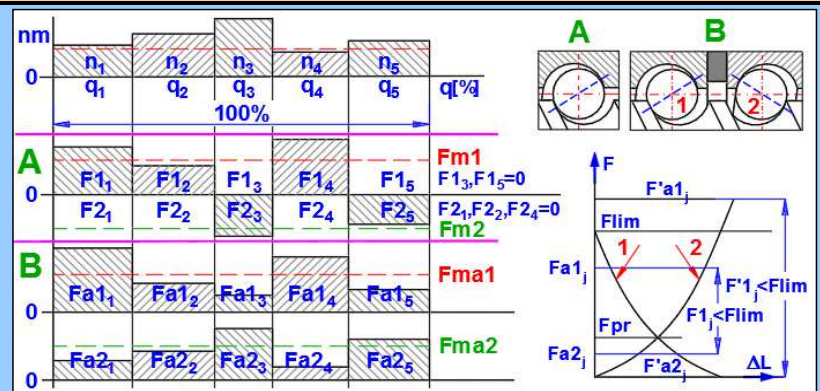 nm
0
n1 n2 n3 n4 n5
q1 q2 q3 q4 q5 q[%]
100%
A
0
F11 F12 F13 F14 F15
F21 F22 F23 F24 F25
Fm1
F13,F15=0
F21,F22,F24=0
Fm2
B
0
0
Fa11 Fa12 Fa13 Fa14 Fa15
Fa21 Fa22 Fa23 Fa24 Fa25
Fma1
Fma2
A
B
1
2
F
F'a1j
Flim
1
2
Fa1j
F'1j<Flim
F1j<Flim
Fpr
Fa2j
F'a2j
ΔL